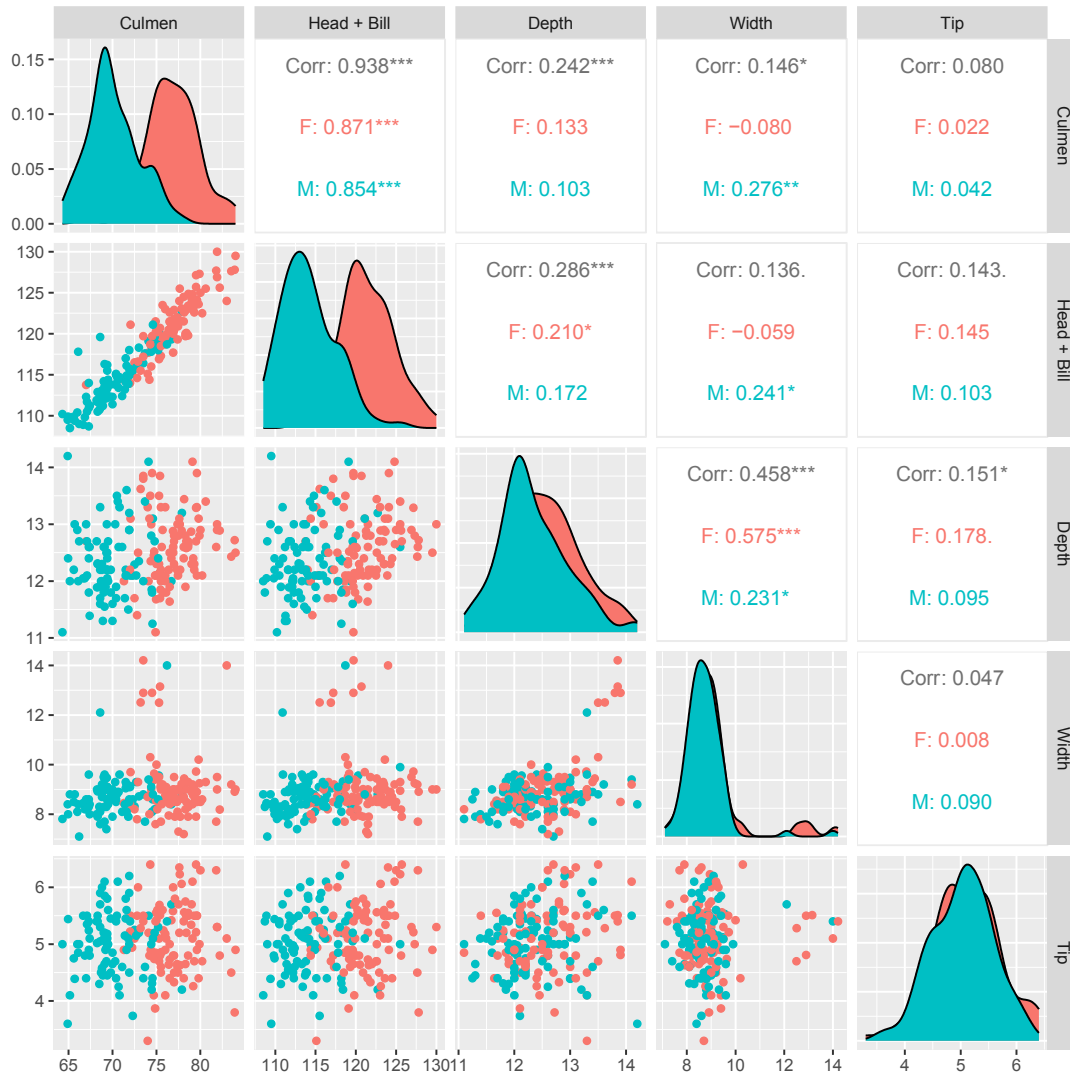 Culmen Head + Bill Depth Width Tip
0.15
0.10
0.05
0.00
Corr: 0.938***
F: 0.871***
M: 0.854***
Corr: 0.242***
F: 0.133
M: 0.103
Corr: 0.146*
F: −0.080
M: 0.276**
Corr: 0.080
F: 0.022
M: 0.042
Culmen
130
125
120
115
110
Corr: 0.286***
F: 0.210*
M: 0.172
Corr: 0.136.
F: −0.059
M: 0.241*
Corr: 0.143.
F: 0.145
M: 0.103
Head + Bill
14
13
12
11
Corr: 0.458***
F: 0.575***
M: 0.231*
Corr: 0.151*
F: 0.178.
M: 0.095
Depth
14
12
10
8
Corr: 0.047
F: 0.008
M: 0.090
Width
6
5
4
Tip
65 70 75 80
110 115 120 125 130
11 12 13 14
8 10 12 14
4 5 6